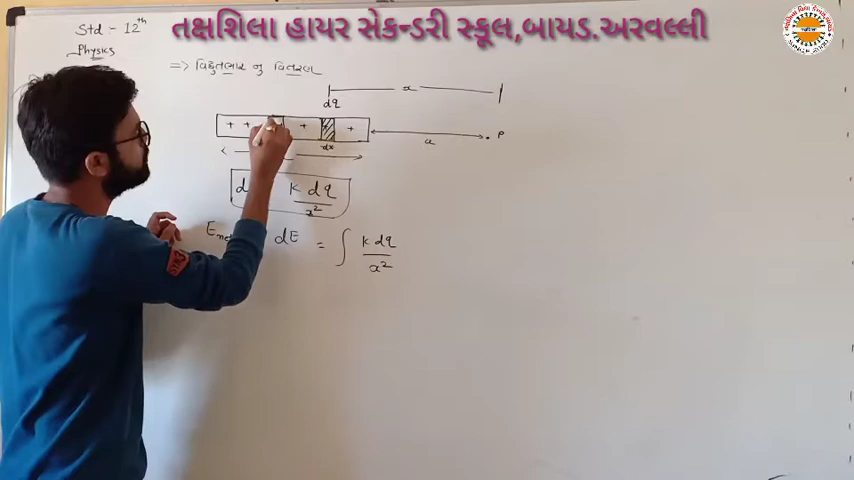 તક્ષશિલા હાયર સેકન્ડરી સ્કૂલ,બાયડ.અરવલ્લી
Std - 12th
Physics
=> વિદ્યુતભાર નુ વિતરણ
x
dq
+ + + + +
dx
a
P
d
k dq
x²
dE = ∫ k dq
x²